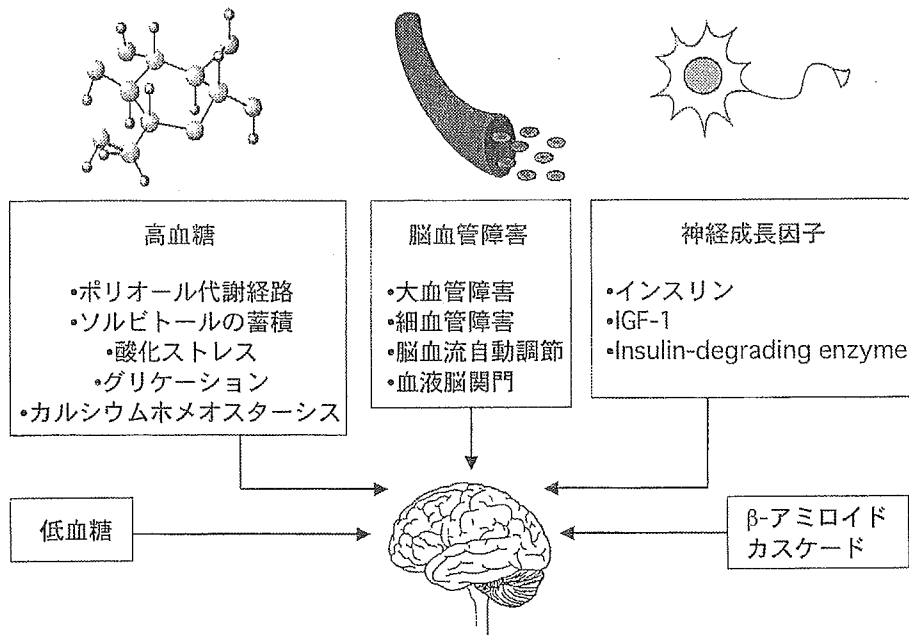 高血糖
•ポリオール代謝経路
•ソルビトールの蓄積
•酸化ストレス
•グリケーション
•カルシウムホメオスターシス
脳血管障害
•大血管障害
•細血管障害
•脳血流自動調節
•血液脳関門
神経成長因子
•インスリン
•IGF-1
•Insulin-degrading enzyme
低血糖
β-アミロイド
カスケード